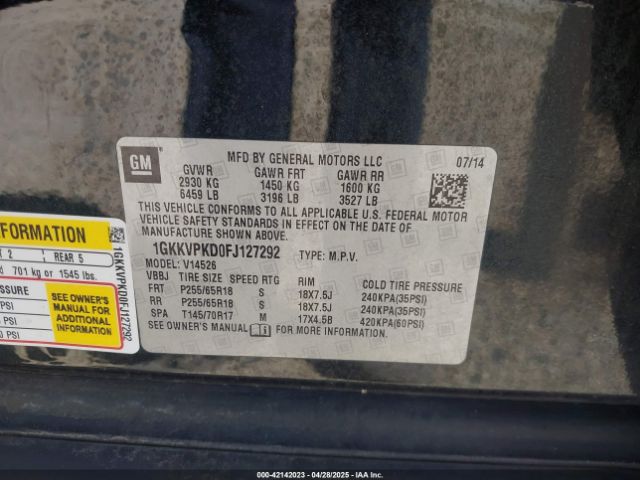 GM
MFD BY GENERAL MOTORS LLC
07/14
GVWR GAWR FRT GAWR RR
2930 KG 1450 KG 1600 KG
6459 LB 3196 LB 3527 LB
THIS VEHICLE CONFORMS TO ALL APPLICABLE U.S. FEDERAL MOTOR
VEHICLE SAFETY STANDARDS IN EFFECT ON THE DATE OF
MANUFACTURE SHOWN ABOVE.
1GKKVPKD0FJ127292 TYPE: M.P.V.
MODEL: V14526
VBBJ TIRE SIZE SPEED RTG RIM COLD TIRE PRESSURE
FRT P255/65R18 S 18X7.5J 240KPA(35PSI)
RR P255/65R18 S 18X7.5J 240KPA(35PSI)
SPA T145/70R17 M 17X4.5B 420KPA(60PSI)
SEE OWNER'S MANUAL FOR MORE INFORMATION.
FORMATION
2 REAR 5
701 kg or 1545 lbs.
SEE OWNER'S
MANUAL FOR
ADDITIONAL
INFORMATION
PSI
PSI
PSI
1GKKVPKD0FJ127292
000-42142023 - 04/28/2025 - IAA Inc.